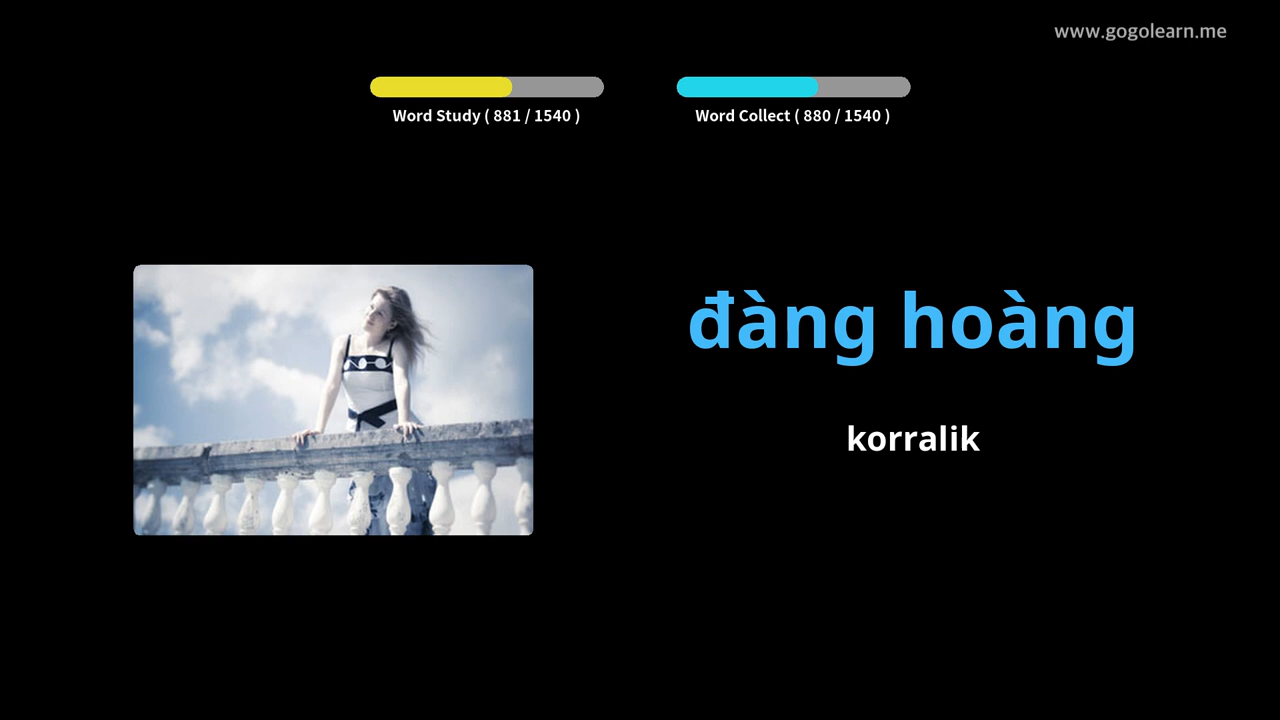 www.gogolearn.me
Word Study ( 881 / 1540 )
Word Collect ( 880 / 1540 )
đàng hoàng
korralik